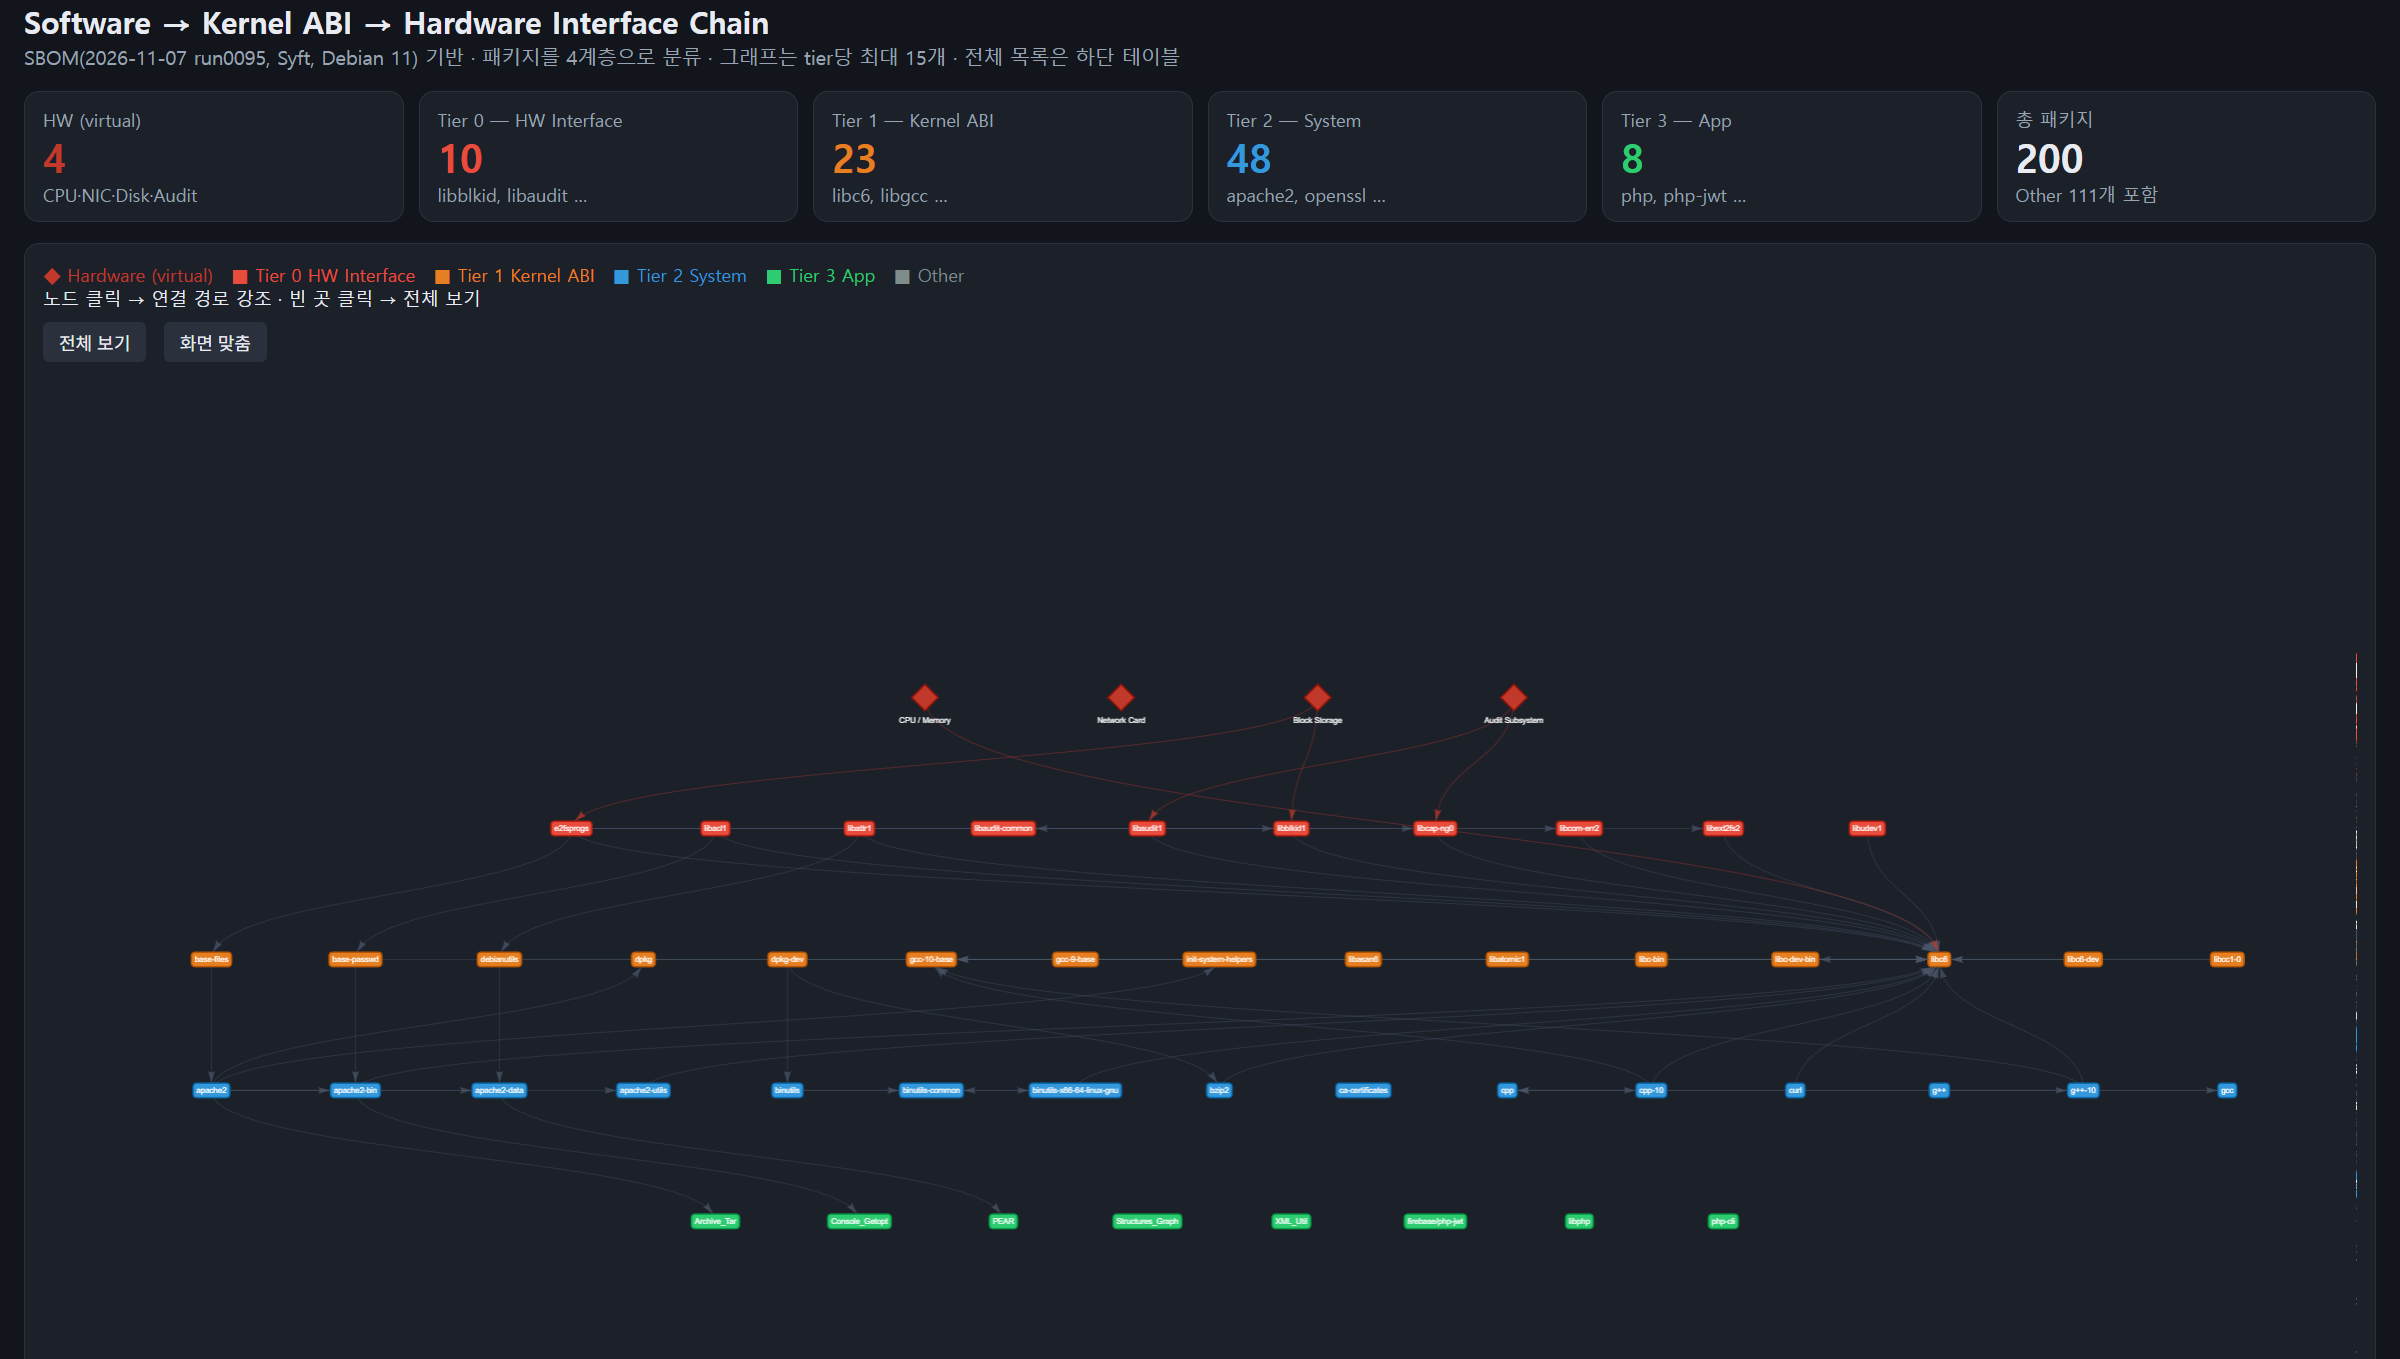 Software → Kernel ABI → Hardware Interface Chain
SBOM(2026-11-07 run0095, Syft, Debian 11) 기반 · 패키지를 4계층으로 분류 · 그래프는 tier당 최대 15개 · 전체 목록은 하단 테이블
HW (virtual)
4
CPU·NIC·Disk·Audit
Tier 0 — HW Interface
10
libblkid, libaudit ...
Tier 1 — Kernel ABI
23
libc6, libgcc ...
Tier 2 — System
48
apache2, openssl ...
Tier 3 — App
8
php, php-jwt ...
총 패키지
200
Other 111개 포함
Hardware (virtual) Tier 0 HW Interface Tier 1 Kernel ABI Tier 2 System Tier 3 App Other
노드 클릭 → 연결 경로 강조 · 빈 곳 클릭 → 전체 보기
전체 보기 화면 맞춤
CPU / Memory Network Card Block Storage Audit Subsystem
e2fsprogs libacl1 libattr1 libaudit-common libaudit1 libblkid1 libcap-ng0 libcom-err2 libext2fs2 libudev1
base-files base-passwd debianutils dpkg dpkg-dev gcc-10-base gcc-9-base init-system-helpers libasan6 libatomic1 libc-bin libc-dev-bin libc6 libc6-dev libcc1-0
apache2 apache2-bin apache2-data apache2-utils binutils binutils-common binutils-x86-64-linux-gnu bzip2 ca-certificates cpp cpp-10 curl g++ g++-10 gcc
Archive_Tar Console_Getopt PEAR Structures_Graph XML_Util firebase/php-jwt libphp php-cli